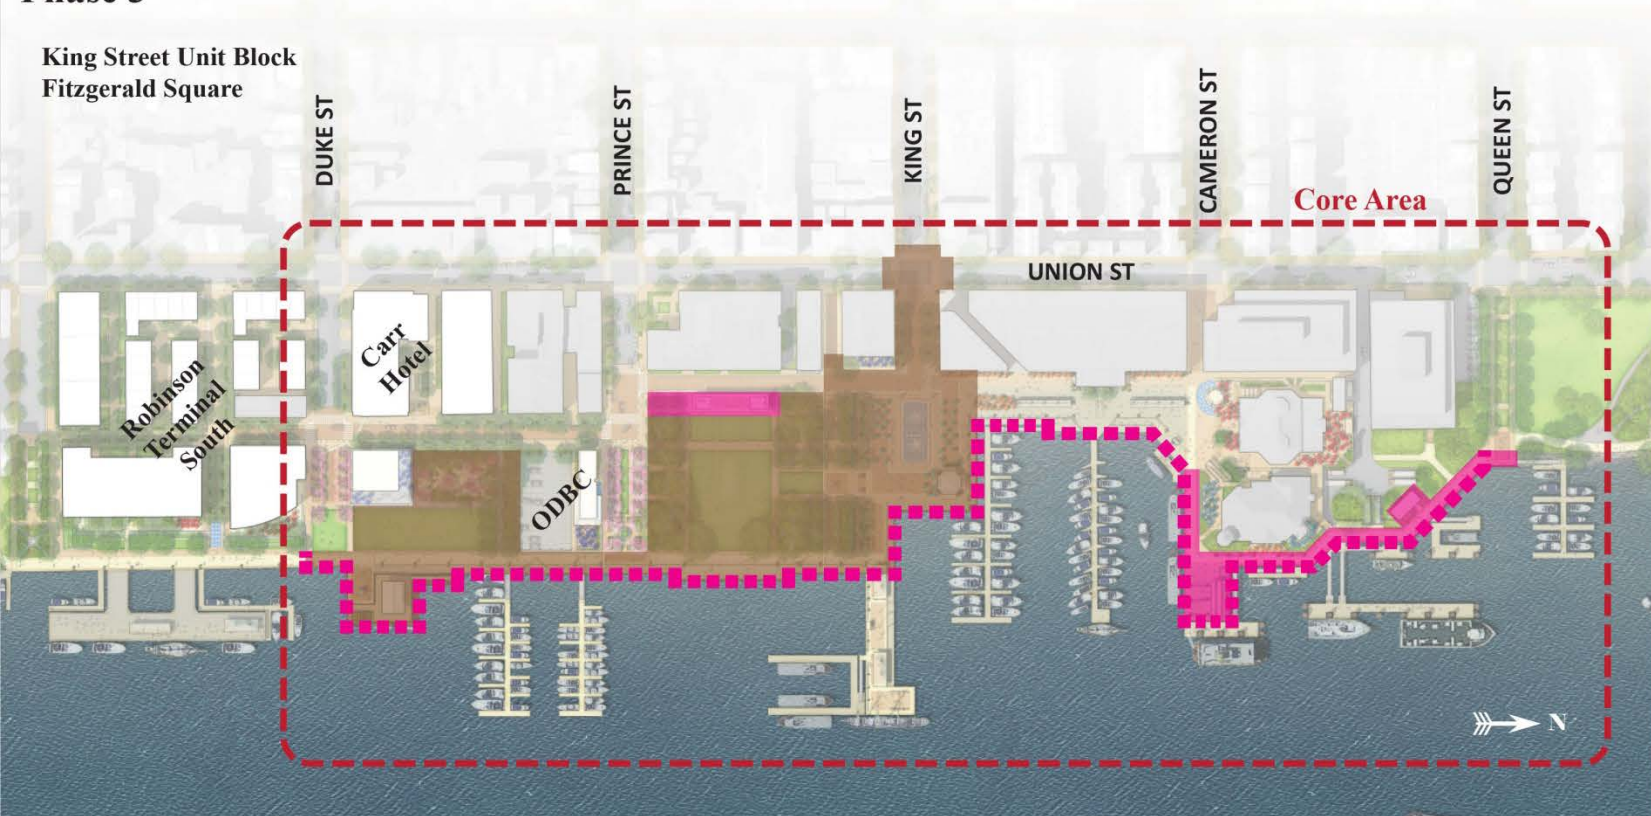 King Street Unit Block
Fitzgerald Square
DUKE ST
PRINCE ST
KING ST
CAMERON ST
QUEEN ST
Core Area
UNION ST
Carr
Hotel
Robinson
Terminal
South
ODBC
N